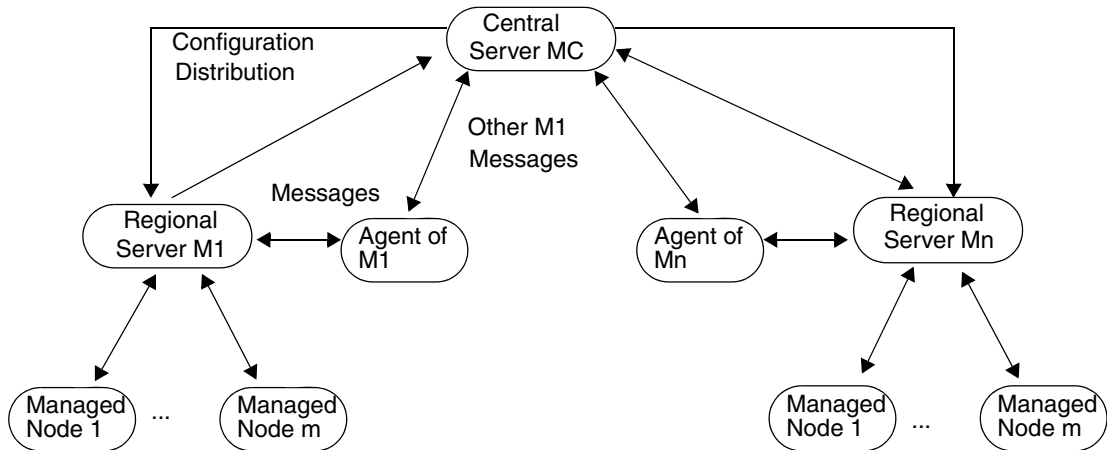 Central
Server MC
Configuration
Distribution
Other M1
Messages
Messages
Regional
Server M1
Agent of
M1
Agent of
Mn
Regional
Server Mn
Managed
Node 1
...
Managed
Node m
Managed
Node 1
...
Managed
Node m